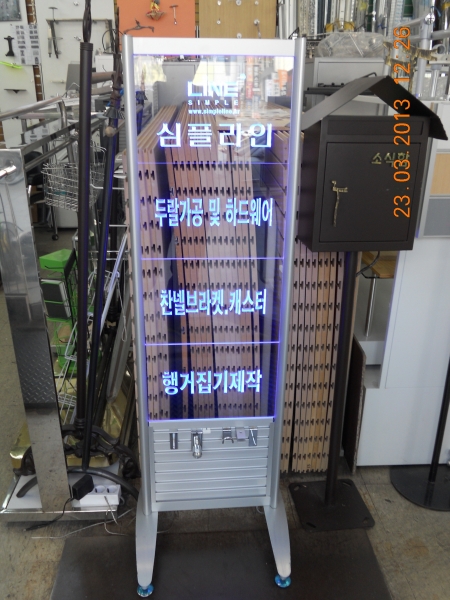 LINE
SIMPLE
심플라인
두랄가공 및 하드웨어
찬넬브라켓,캐스터
행거집기제작
소식함
23.03.2013 12:26